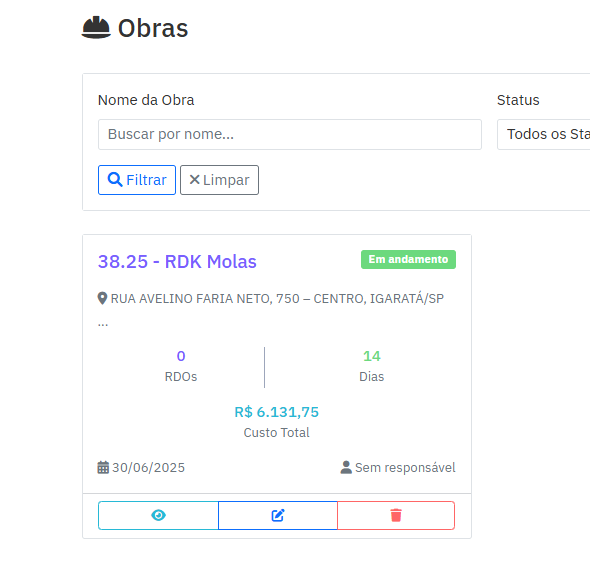 Obras
Nome da Obra
Status
Buscar por nome...
Todos os Sta
Filtrar
Limpar
38.25 - RDK Molas
Em andamento
RUA AVELINO FARIA NETO, 750 – CENTRO, IGARATÁ/SP
...
0
14
RDOs
Dias
R$ 6.131,75
Custo Total
30/06/2025
Sem responsável